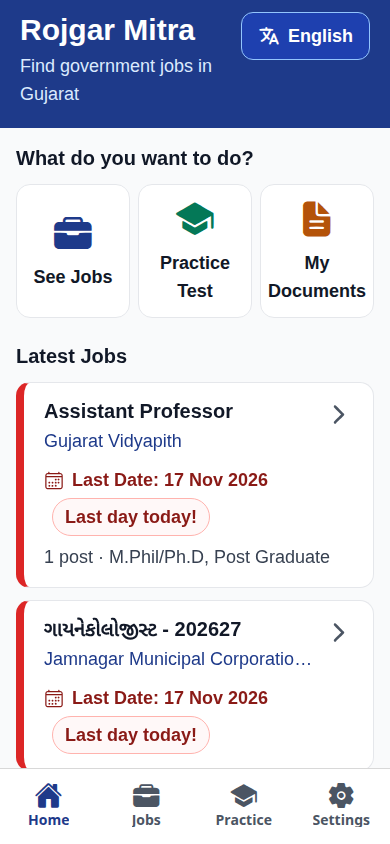 Rojgar Mitra
English
Find government jobs in
Gujarat
What do you want to do?
See Jobs
Practice
Test
My
Documents
Latest Jobs
Assistant Professor
Gujarat Vidyapith
Last Date: 17 Nov 2026
Last day today!
1 post · M.Phil/Ph.D, Post Graduate
ગાયનેકોલોજીસ્ટ - 202627
Jamnagar Municipal Corporatio…
Last Date: 17 Nov 2026
Last day today!
Home
Jobs
Practice
Settings